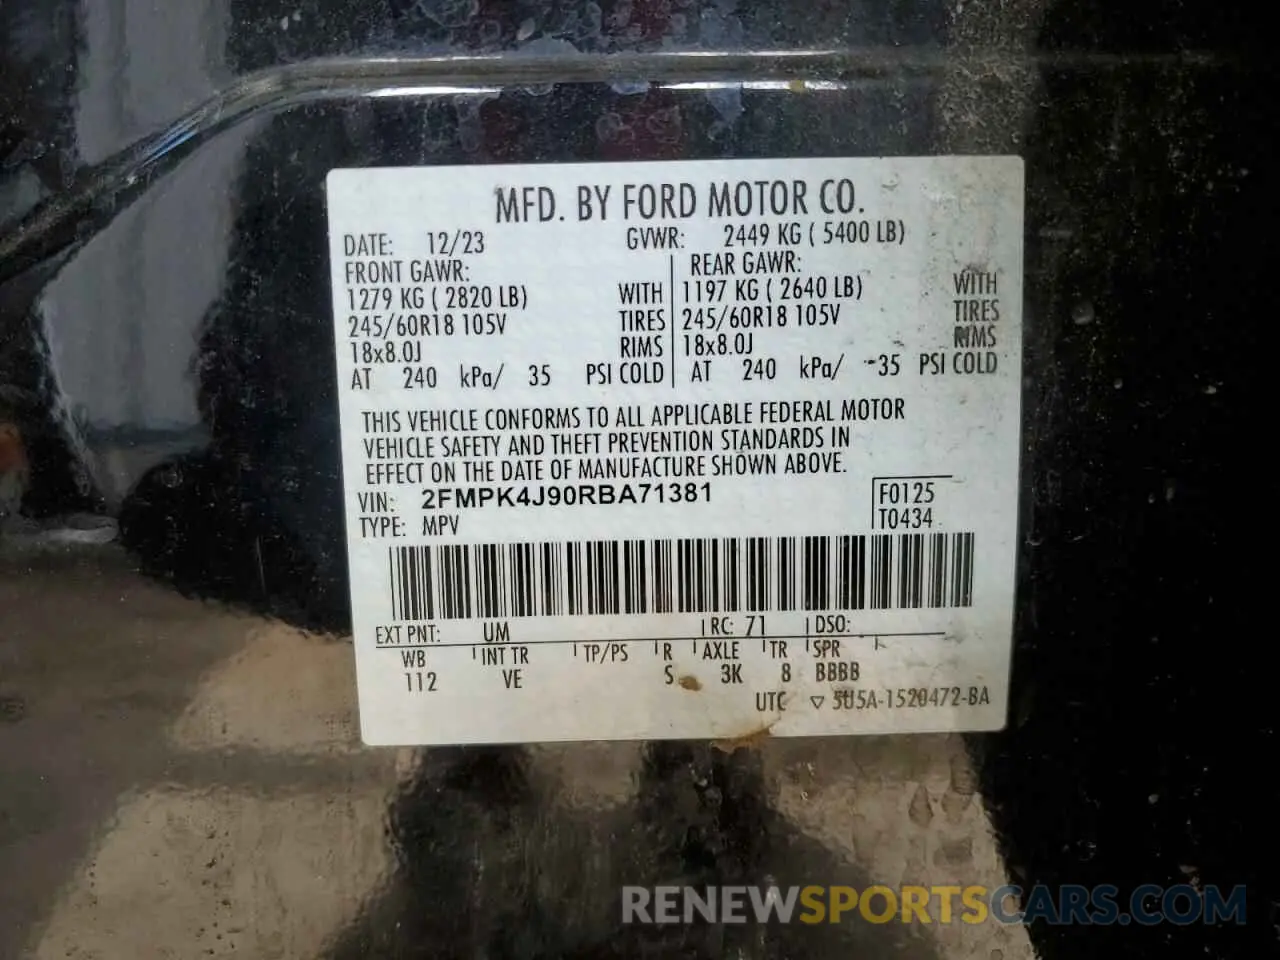 MFD. BY FORD MOTOR CO.
DATE: 12/23 GVWR: 2449 KG ( 5400 LB)
FRONT GAWR: REAR GAWR:
1279 KG ( 2820 LB) WITH 1197 KG ( 2640 LB) WITH
245/60R18 105V TIRES 245/60R18 105V TIRES
18x8.0J RIMS 18x8.0J RIMS
AT 240 kPa/ 35 PSI COLD AT 240 kPa/ 35 PSI COLD
THIS VEHICLE CONFORMS TO ALL APPLICABLE FEDERAL MOTOR
VEHICLE SAFETY AND THEFT PREVENTION STANDARDS IN
EFFECT ON THE DATE OF MANUFACTURE SHOWN ABOVE.
VIN: 2FMPK4J90RBA71381 F0125
TYPE: MPV T0434
EXT PNT: UM RC: 71 DSO:
WB INT TR TP/PS R AXLE TR SPR
112 VE S 3K 8 BBBB
UTC ▽ 5U5A-1520472-BA
RENEWSPORTSCARS.COM